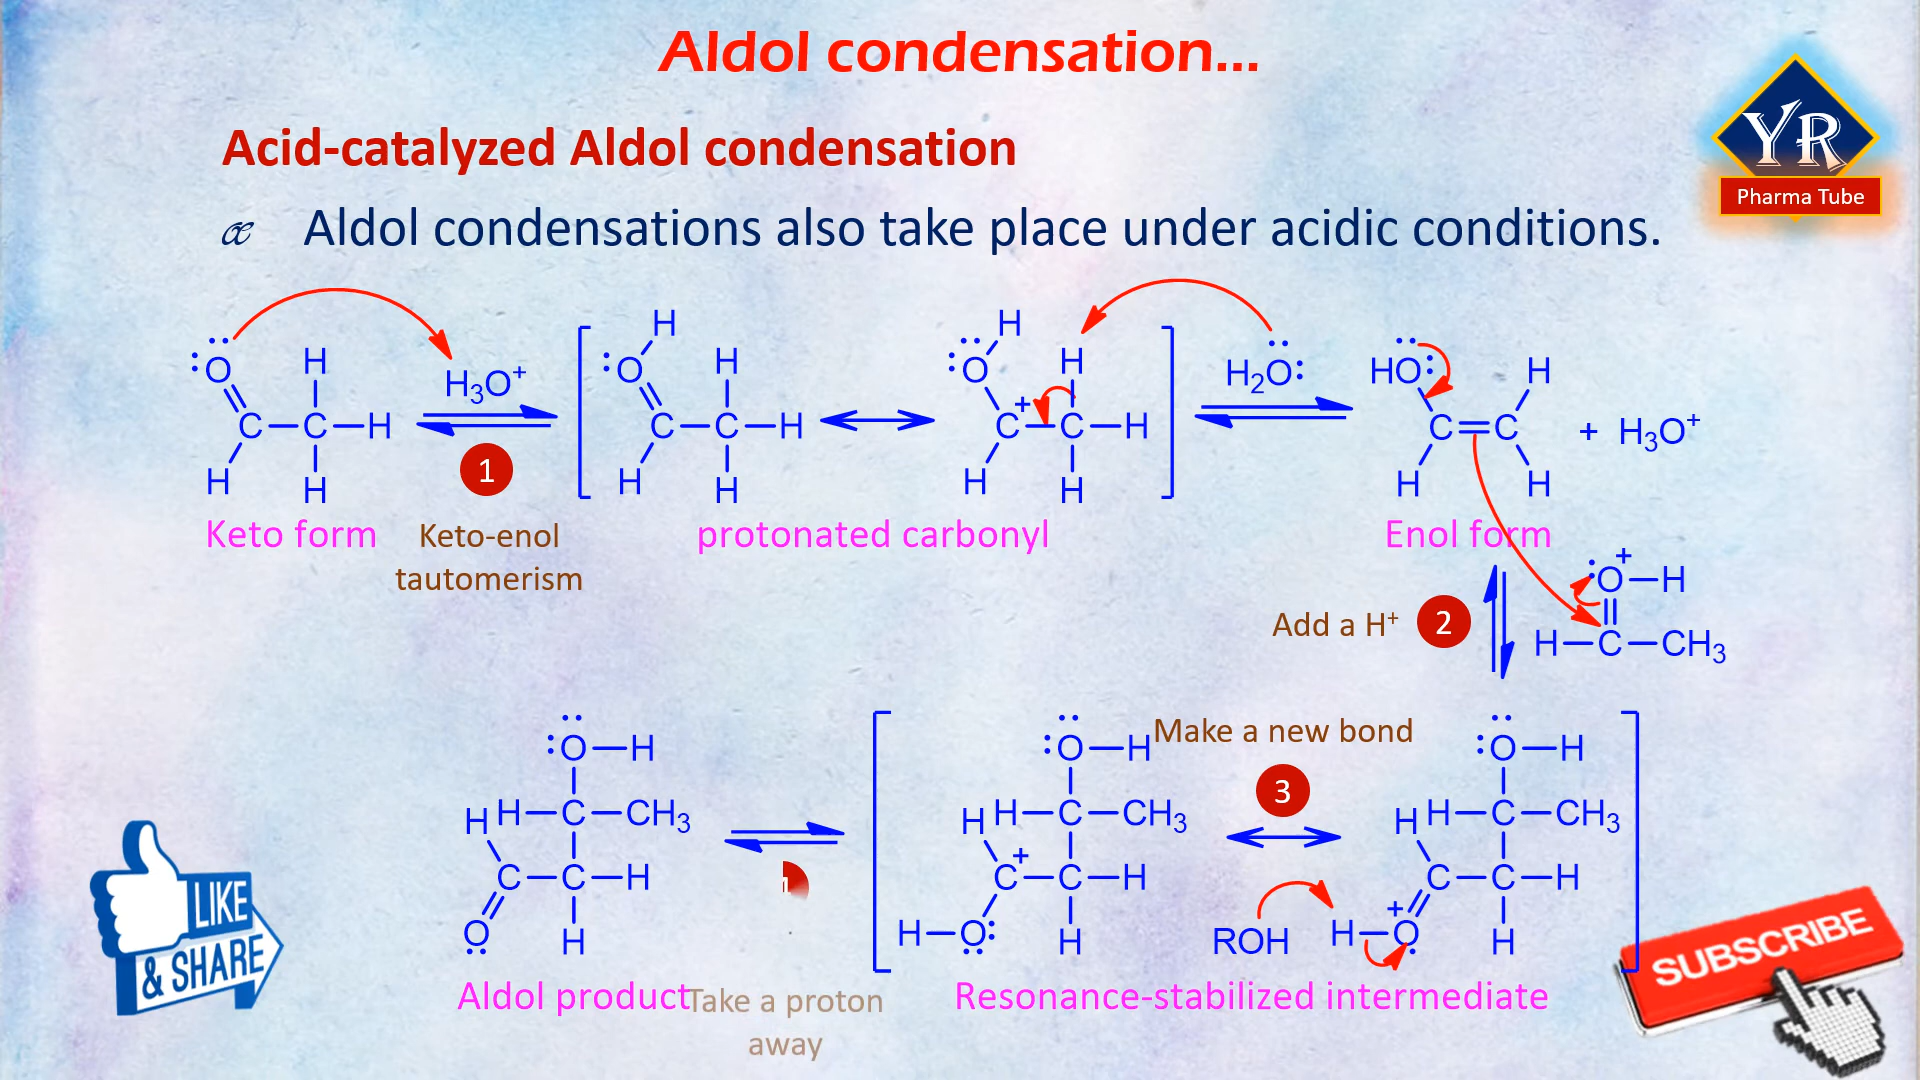 Aldol condensation...
YR
Pharma Tube
Acid-catalyzed Aldol condensation
æ Aldol condensations also take place under acidic conditions.
O H H C C H H H
H₃O⁺
1
H O H C C H H H
H O H + C C H H H
H₂O:
HO H C=C H H
+ H₃O⁺
Keto form
Keto-enol
tautomerism
protonated carbonyl
Enol form
+
O—H
H—C—CH₃
Add a H⁺
2
O—H
H H—C—CH₃
C—C—H
O H
O—H
H H—C—CH₃
+
C—C—H
H—O H
Make a new bond
3
O—H
H H—C—CH₃
C—C—H
+
ROH
H—O H
Aldol product
Take a proton
away
Resonance-stabilized intermediate
LIKE
& SHARE
SUBSCRIBE